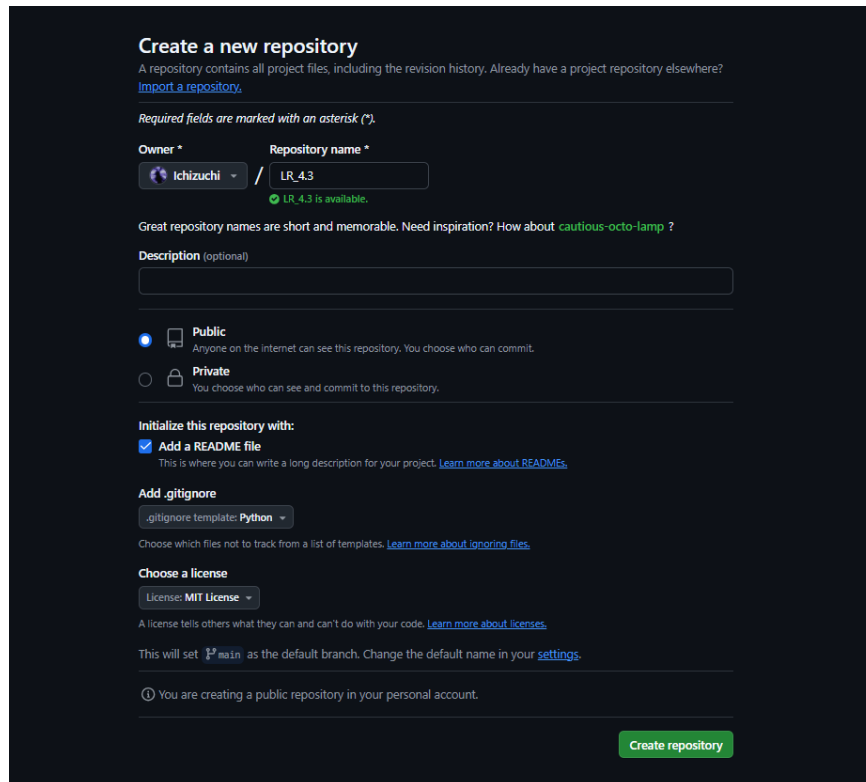 Create a new repository
A repository contains all project files, including the revision history. Already have a project repository elsewhere?
Import a repository.
Required fields are marked with an asterisk (*).
Owner * Repository name *
Ichizuchi / LR_4.3
LR_4.3 is available.
Great repository names are short and memorable. Need inspiration? How about cautious-octo-lamp ?
Description (optional)
Public
Anyone on the internet can see this repository. You choose who can commit.
Private
You choose who can see and commit to this repository.
Initialize this repository with:
Add a README file
This is where you can write a long description for your project. Learn more about READMEs.
Add .gitignore
.gitignore template: Python
Choose which files not to track from a list of templates. Learn more about ignoring files.
Choose a license
License: MIT License
A license tells others what they can and can't do with your code. Learn more about licenses.
This will set main as the default branch. Change the default name in your settings.
You are creating a public repository in your personal account.
Create repository